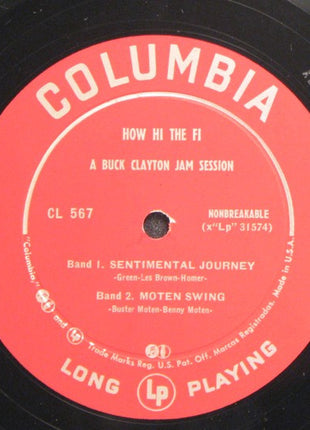 COLUMBIA
HOW HI THE FI
A BUCK CLAYTON JAM SESSION
CL 567
NONBREAKABLE
(x"Lp" 31574)
Band 1. SENTIMENTAL JOURNEY
-Green-Les Brown-Homer-
Band 2. MOTEN SWING
-Buster Moten-Benny Moten-
"Columbia," and Lp Trade Marks Reg. U.S. Pat. Off. Marcas Registradas. Made in U.S.A.
LONG Lp PLAYING